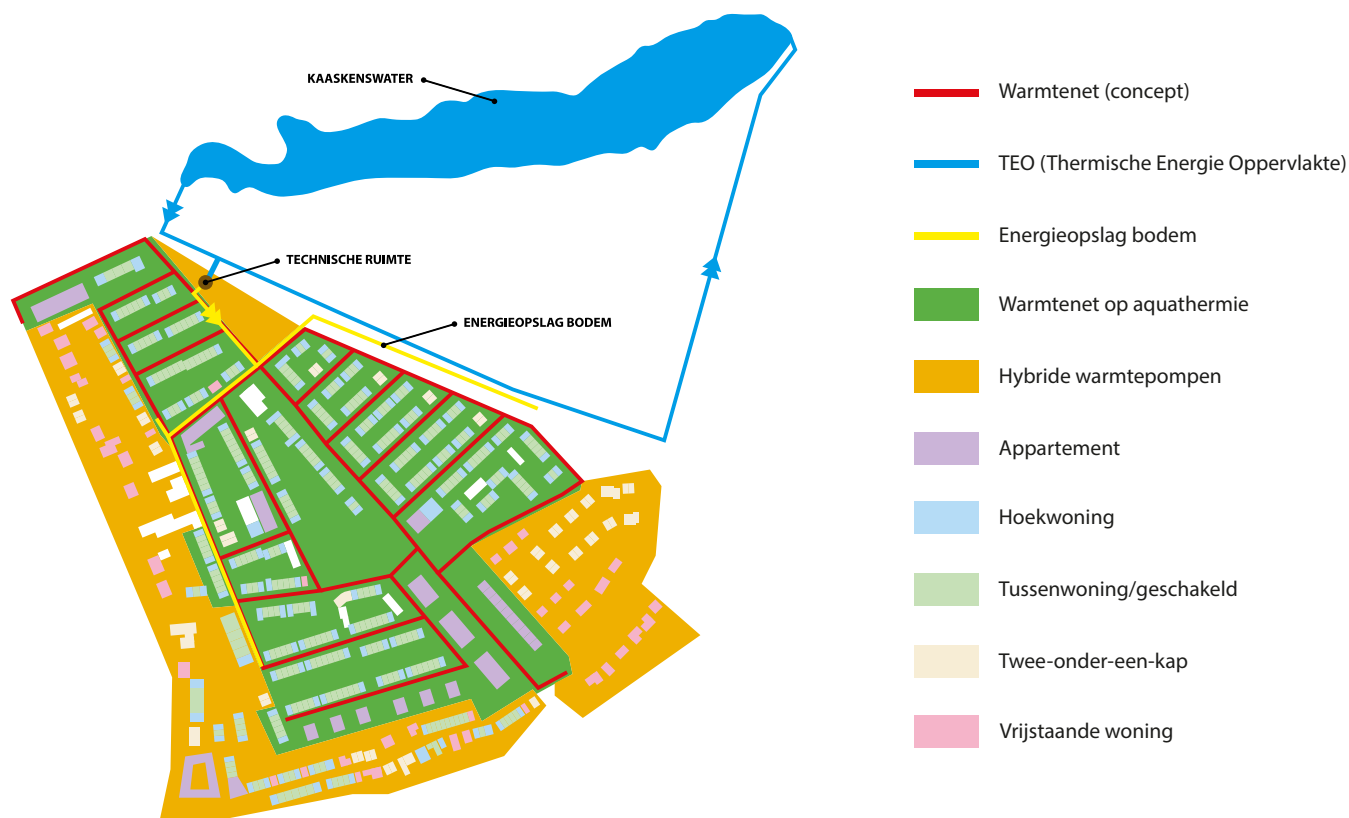 KAASKENSWATER
TECHNISCHE RUIMTE
ENERGIEOPSLAG BODEM
Warmtenet (concept)
TEO (Thermische Energie Oppervlakte)
Energieopslag bodem
Warmtenet op aquathermie
Hybride warmtepompen
Appartement
Hoekwoning
Tussenwoning/geschakeld
Twee-onder-een-kap
Vrijstaande woning